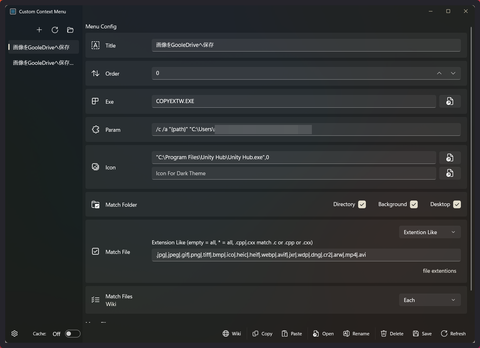 Custom Context Menu
画像をGooleDriveへ保存
画像をGooleDriveへ保存...
Menu Config
Title
画像をGooleDriveへ保存
Order
0
Exe
COPYEXTW.EXE
Param
/c /a "{path}" "C:\Users\
Icon
"C:\Program Files\Unity Hub\Unity Hub.exe",0
Icon For Dark Theme
Match Folder
Directory
Background
Desktop
Match File
Extention Like
Extension Like (empty = all, * = all, .cpp|.cxx match .c or .cpp or .cxx)
.jpg|.jpeg|.gif|.png|.tiff|.bmp|.ico|.heic|.heif|.webp|.avif|.jxr|.wdp|.dng|.cr2|.arw|.mp4|.avi
file extentions
Match Files
Wiki
Each
Cache:
Off
Wiki
Copy
Paste
Open
Rename
Delete
Save
Refresh